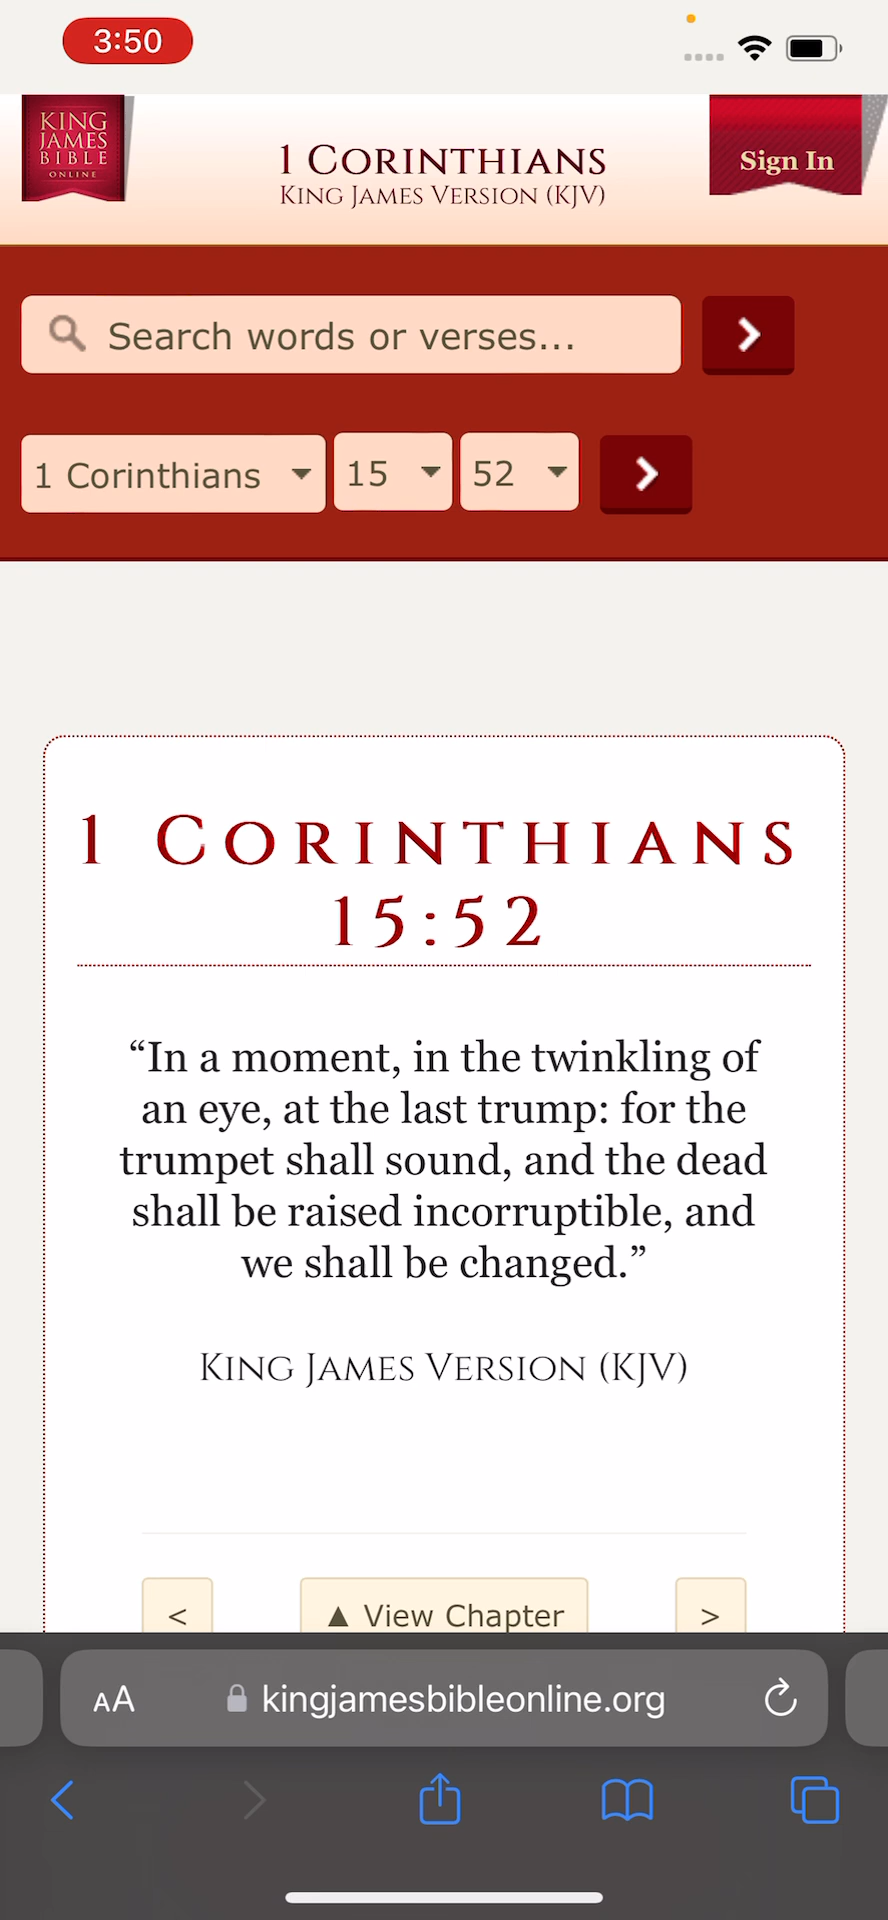 3:50
KING
JAMES
BIBLE
ONLINE
1 CORINTHIANS
KING JAMES VERSION (KJV)
Sign In
Search words or verses...
1 Corinthians 15 52
1 CORINTHIANS
15:52
“In a moment, in the twinkling of
an eye, at the last trump: for the
trumpet shall sound, and the dead
shall be raised incorruptible, and
we shall be changed.”
KING JAMES VERSION (KJV)
< ▲ View Chapter >
AA kingjamesbibleonline.org